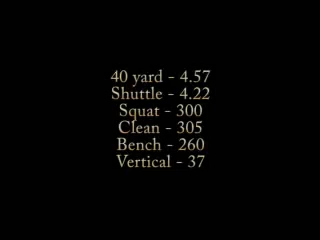 40 yard - 4.57
Shuttle - 4.22
Squat - 300
Clean - 305
Bench - 260
Vertical - 37